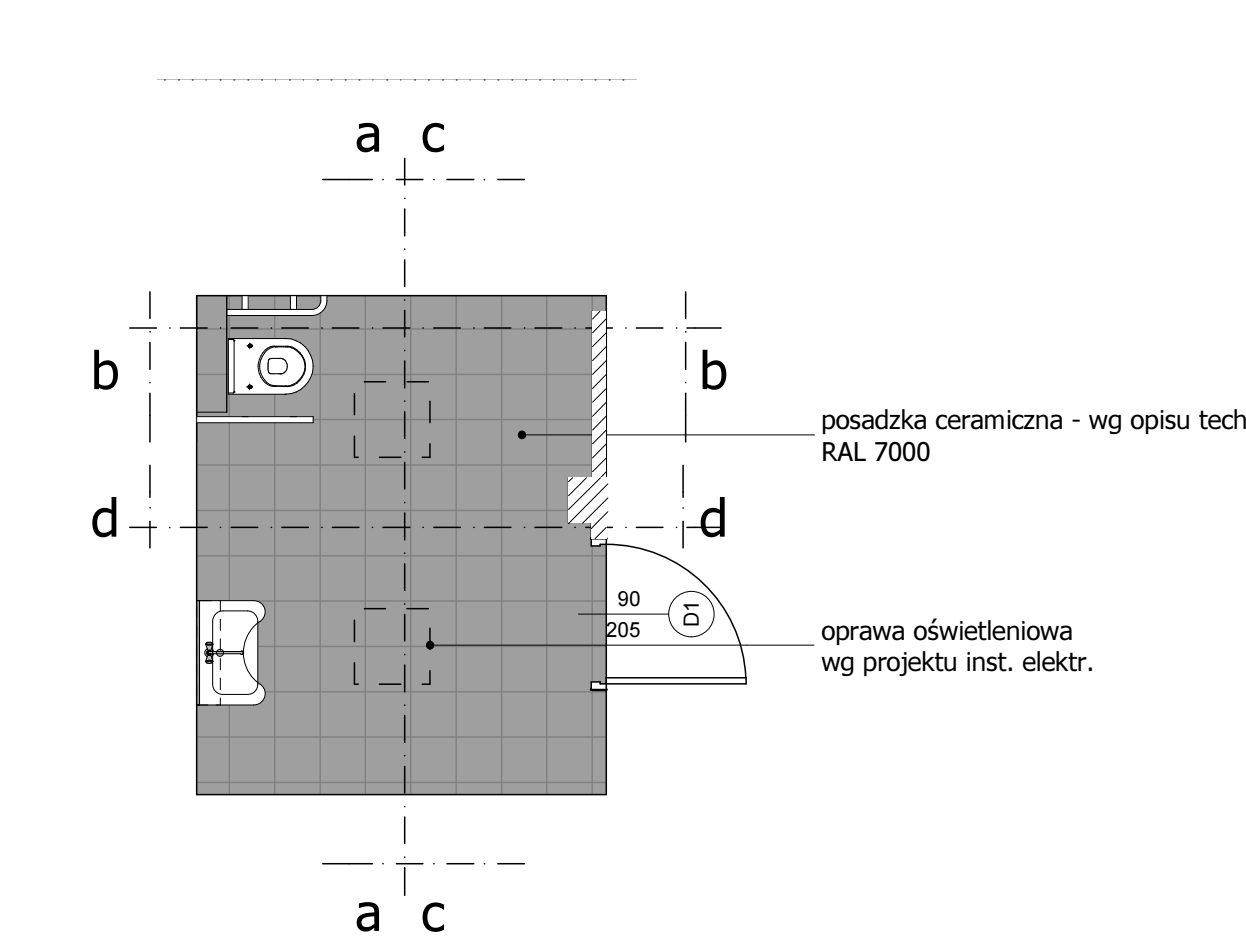 a c
b b
posadzka ceramiczna - wg opisu tech
RAL 7000
d d
90
205
D1
oprawa oświetleniowa
wg projektu inst. elektr.
a c